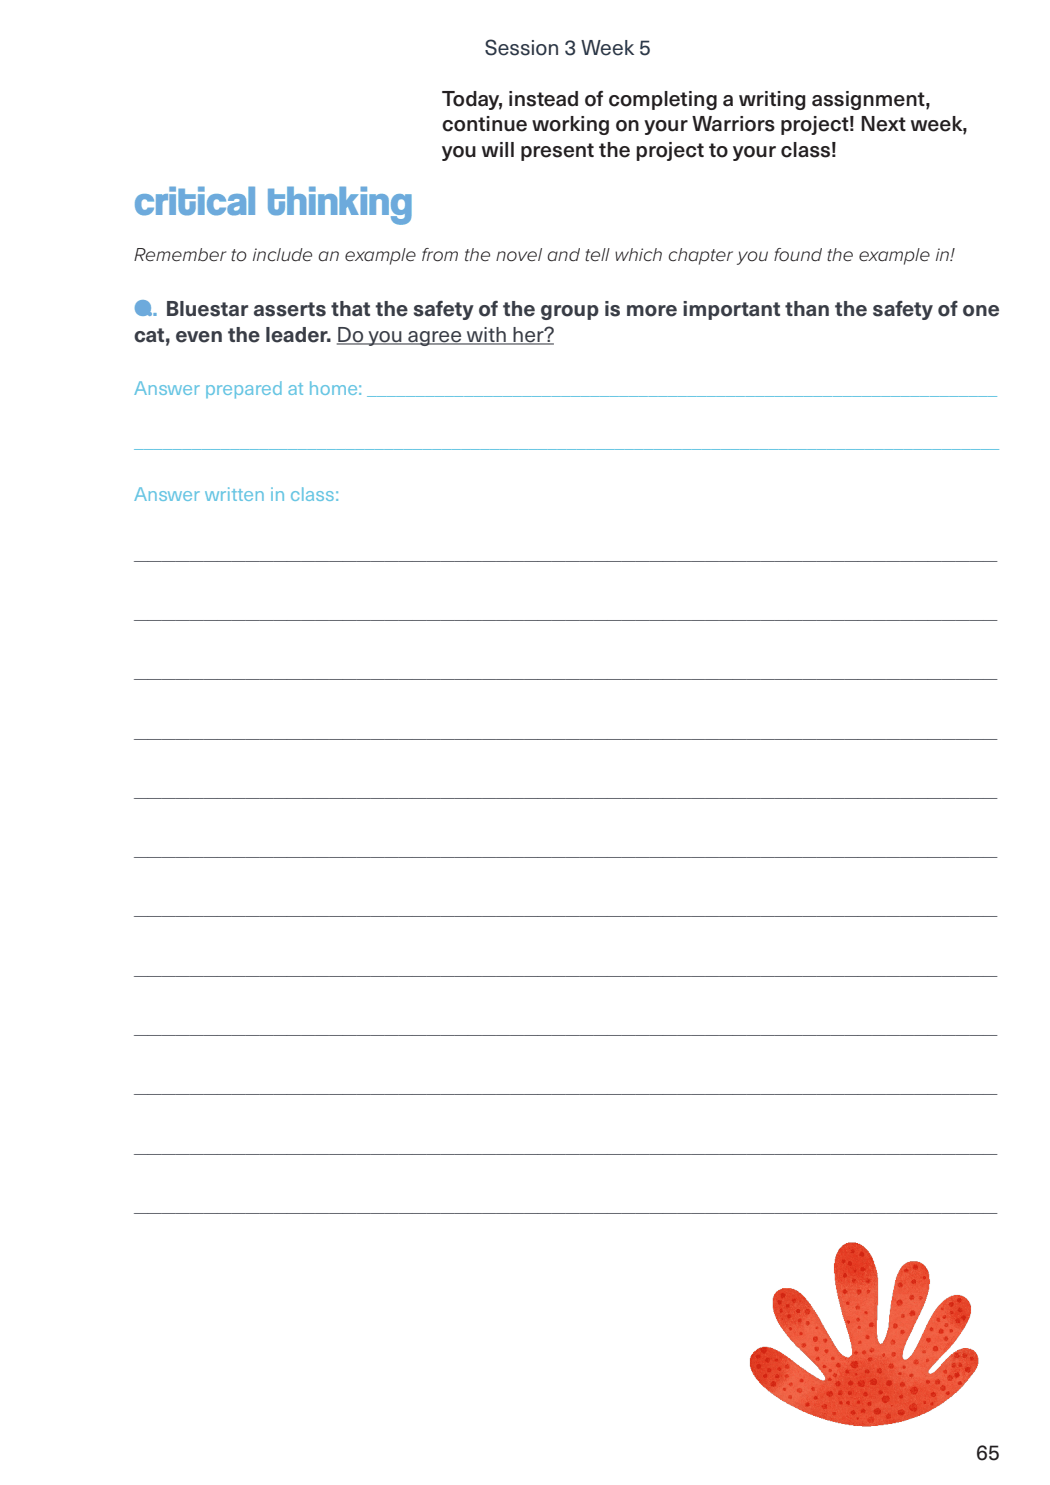 Session 3 Week 5
Today, instead of completing a writing assignment,
continue working on your Warriors project! Next week,
you will present the project to your class!
critical thinking
Remember to include an example from the novel and tell which chapter you found the example in!
Q. Bluestar asserts that the safety of the group is more important than the safety of one
cat, even the leader. Do you agree with her?
Answer prepared at home:
Answer written in class:
65